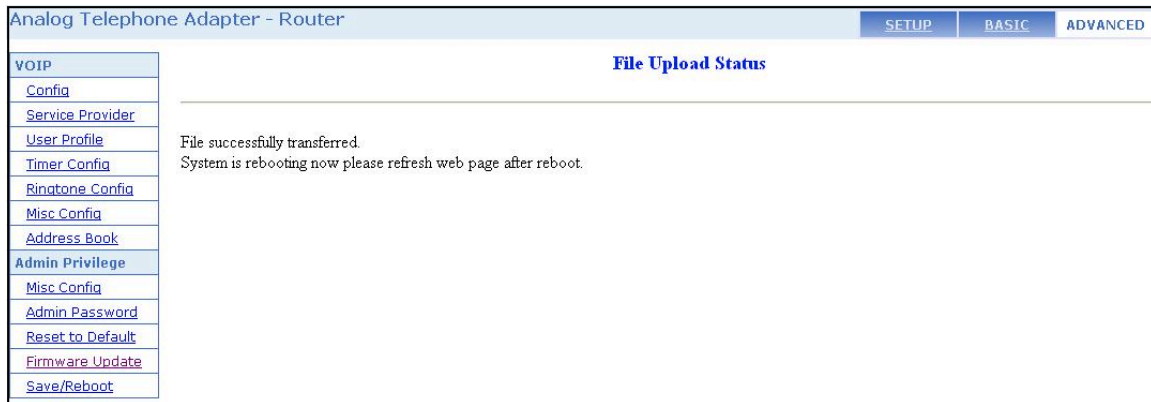 Analog Telephone Adapter - Router
SETUP
BASIC
ADVANCED
VOIP
Config
Service Provider
User Profile
Timer Config
Ringtone Config
Misc Config
Address Book
Admin Privilege
Misc Config
Admin Password
Reset to Default
Firmware Update
Save/Reboot
File Upload Status
File successfully transferred.
System is rebooting now please refresh web page after reboot.